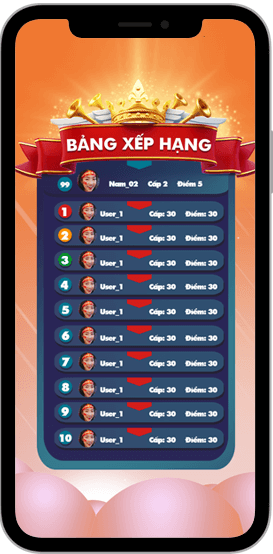 BẢNG XẾP HẠNG
99 Nam_02 Cấp 2 Điểm 5
1 User_1 Cấp: 30 Điểm: 30
2 User_1 Cấp: 30 Điểm: 30
3 User_1 Cấp: 30 Điểm: 30
4 User_1 Cấp: 30 Điểm: 30
5 User_1 Cấp: 30 Điểm: 30
6 User_1 Cấp: 30 Điểm: 30
7 User_1 Cấp: 30 Điểm: 30
8 User_1 Cấp: 30 Điểm: 30
9 User_1 Cấp: 30 Điểm: 30
10 User_1 Cấp: 30 Điểm: 30